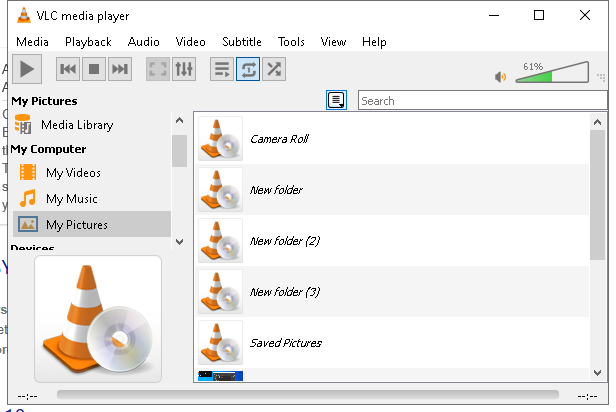 VLC media player
Media Playback Audio Video Subtitle Tools View Help
61%
My Pictures
Search
Media Library
My Computer
My Videos
My Music
My Pictures
Devices
Camera Roll
New folder
New folder (2)
New folder (3)
Saved Pictures
--:--
--:--